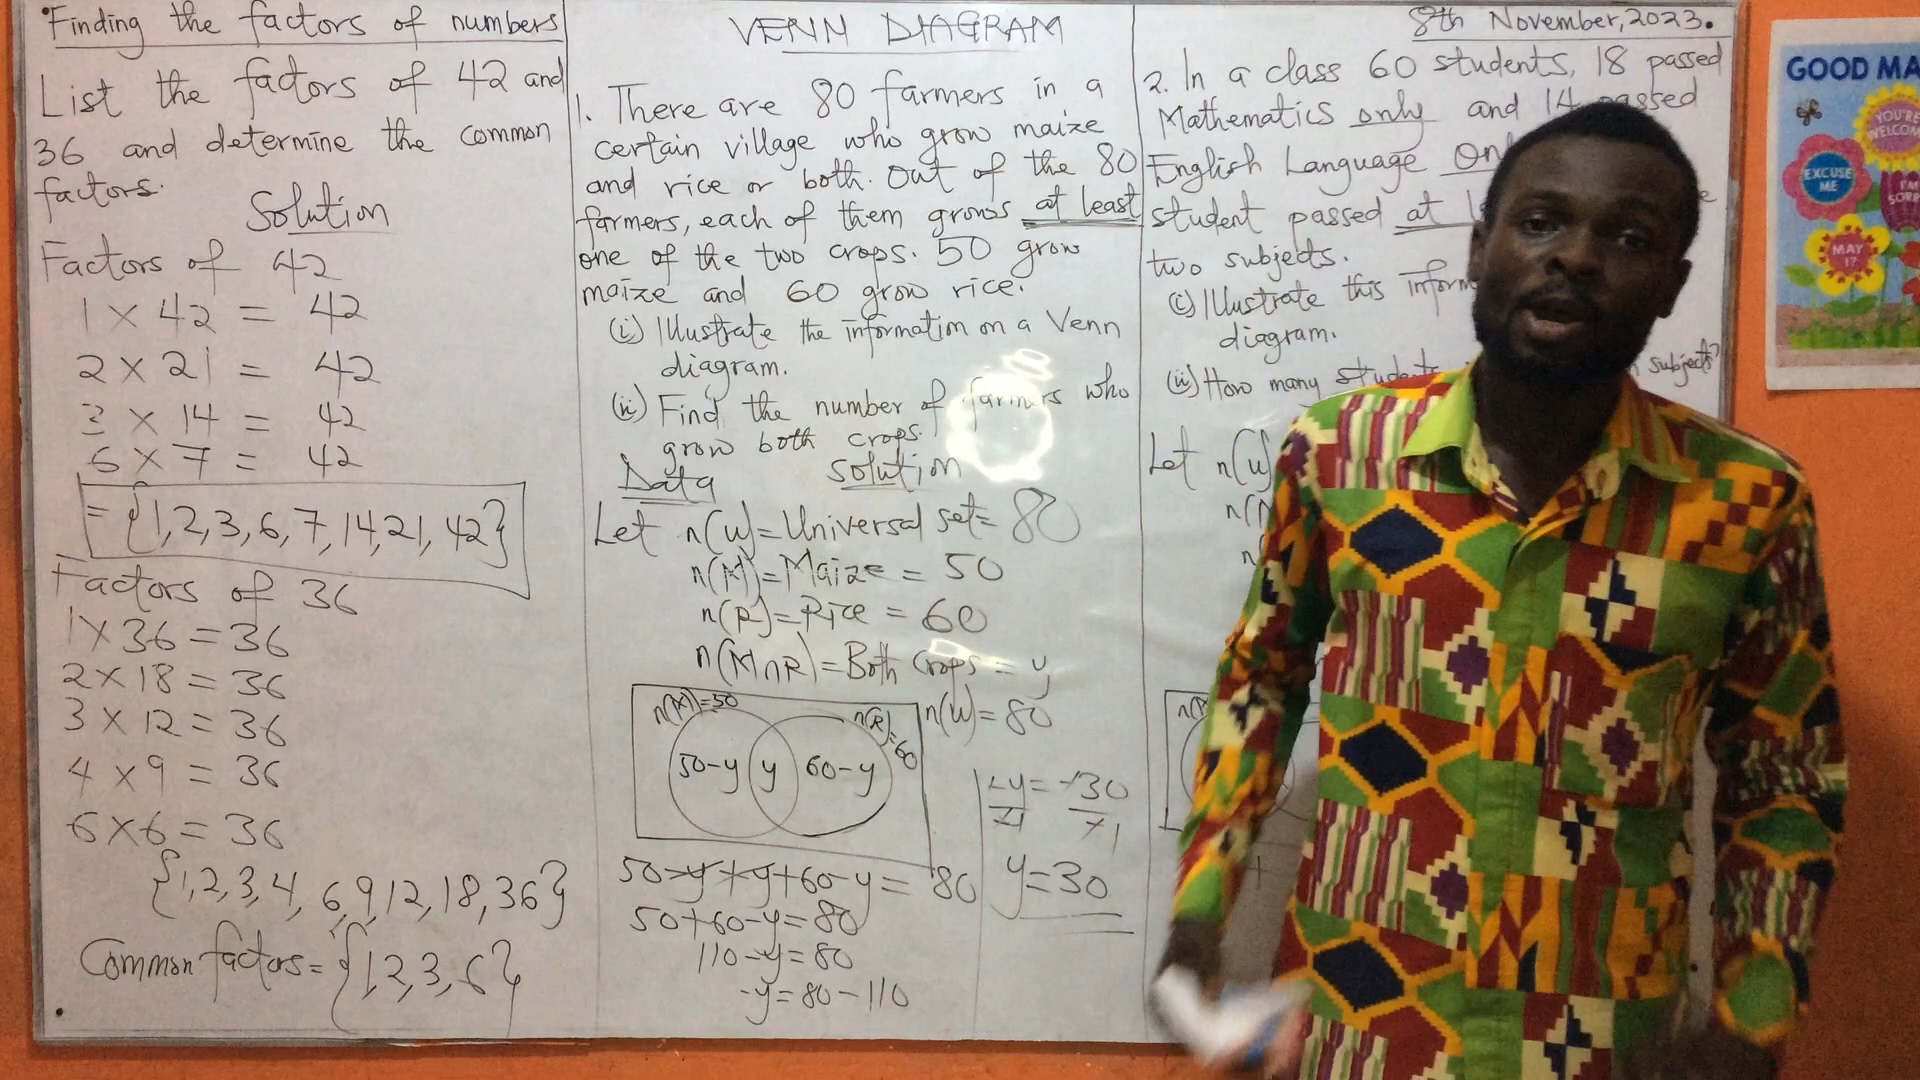 Finding the factors of numbers
List the factors of 42 and
36 and determine the common
factors.
Solution
Factors of 42
1 × 42 = 42
2 × 21 = 42
3 × 14 = 42
6 × 7 = 42
= {1,2,3,6,7,14,21,42}
Factors of 36
1 × 36 = 36
2 × 18 = 36
3 × 12 = 36
4 × 9 = 36
6 × 6 = 36
{1,2,3,4,6,9,12,18,36}
Common factors = {1,2,3,6}
VENN DIAGRAM
1. There are 80 farmers in a
certain village who grow maize
and rice or both. Out of the 80
farmers, each of them grows at least
one of the two crops. 50 grow
maize and 60 grow rice.
(i) Illustrate the information on a Venn
diagram.
(ii) Find the number of farmers who
grow both crops.
Data Solution
Let n(U) = Universal set = 80
n(M) = Maize = 50
n(R) = Rice = 60
n(M∩R) = Both Crops = y
n(M)=50 n(R)=60 n(U) = 80
50-y y 60-y
50-y+y+60-y = 80
50+60-y = 80
110-y = 80
-y = 80-110
-y = -30
-1 -1
y = 30
8th November, 2023.
2. In a class 60 students, 18 passed
Mathematics only and 14 passed
English Language
student passed at
two subjects.
(i) Illustrate this
diagram.
(ii) How many students subjects?
Let n(U)
GOOD MA
YOU'RE
WELCOM
EXCUSE
ME
I'M
SORR
MAY
I?